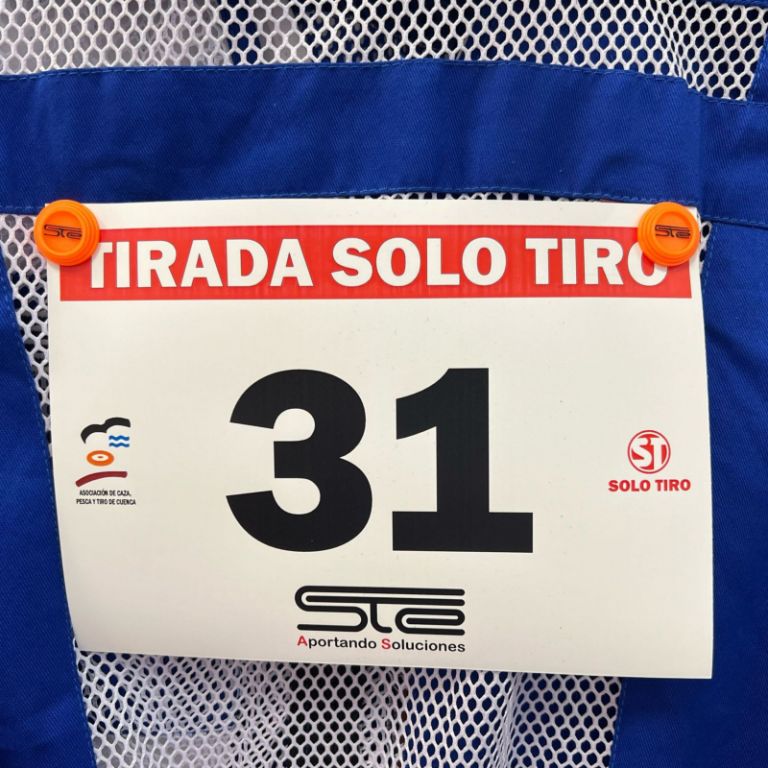 TIRADA SOLO TIRO
31
ASOCIACIÓN DE CAZA,
PESCA Y TIRO DE CUENCA
ST
SOLO TIRO
Ste
Aportando Soluciones